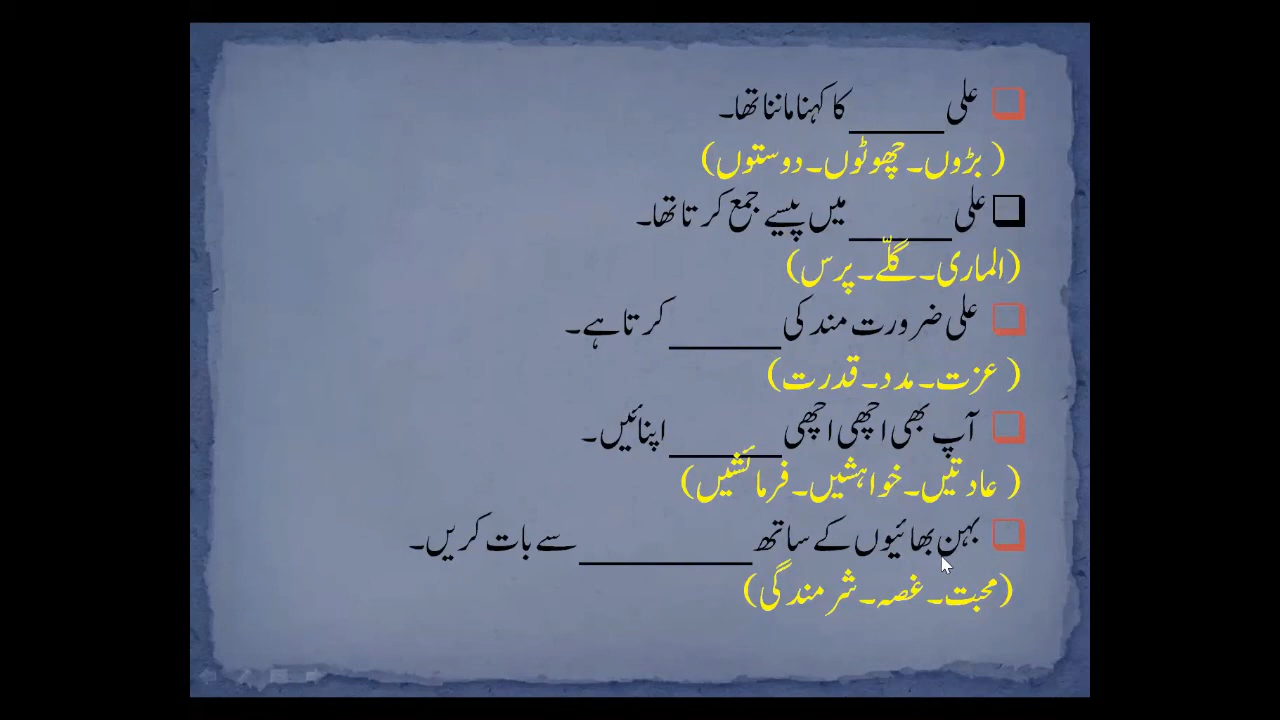 علی ______ کا کہنا مانتا تھا۔
( بڑوں۔چھوٹوں۔دوستوں)
علی ______ میں پیسے جمع کرتا تھا۔
(الماری۔گلّے۔پرس)
علی ضرورت مند کی ______ کرتا ہے۔
( عزت۔مدد۔قدرت)
آپ بھی اچھی اچھی ______ اپنائیں۔
( عادتیں۔خواہشیں۔فرمائشیں)
بہن بھائیوں کے ساتھ __________ سے بات کریں۔
(محبت۔غصہ۔شرمندگی)